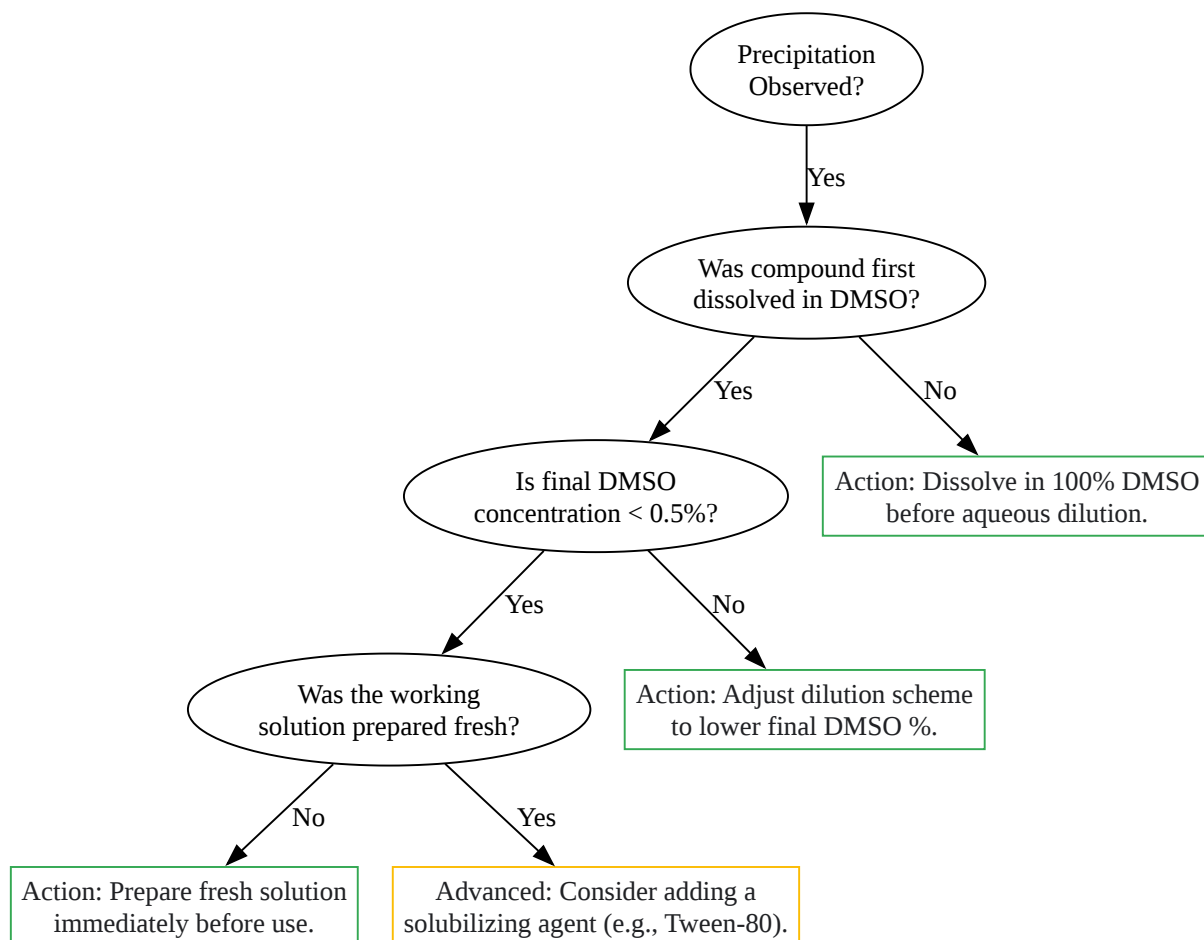 Precipitation
Observed?
Yes
Was compound first
dissolved in DMSO?
Yes
No
Is final DMSO
concentration < 0.5%?
Action: Dissolve in 100% DMSO
before aqueous dilution.
Yes
No
Was the working
solution prepared fresh?
Action: Adjust dilution scheme
to lower final DMSO %.
No
Yes
Action: Prepare fresh solution
immediately before use.
Advanced: Consider adding a
solubilizing agent (e.g., Tween-80).